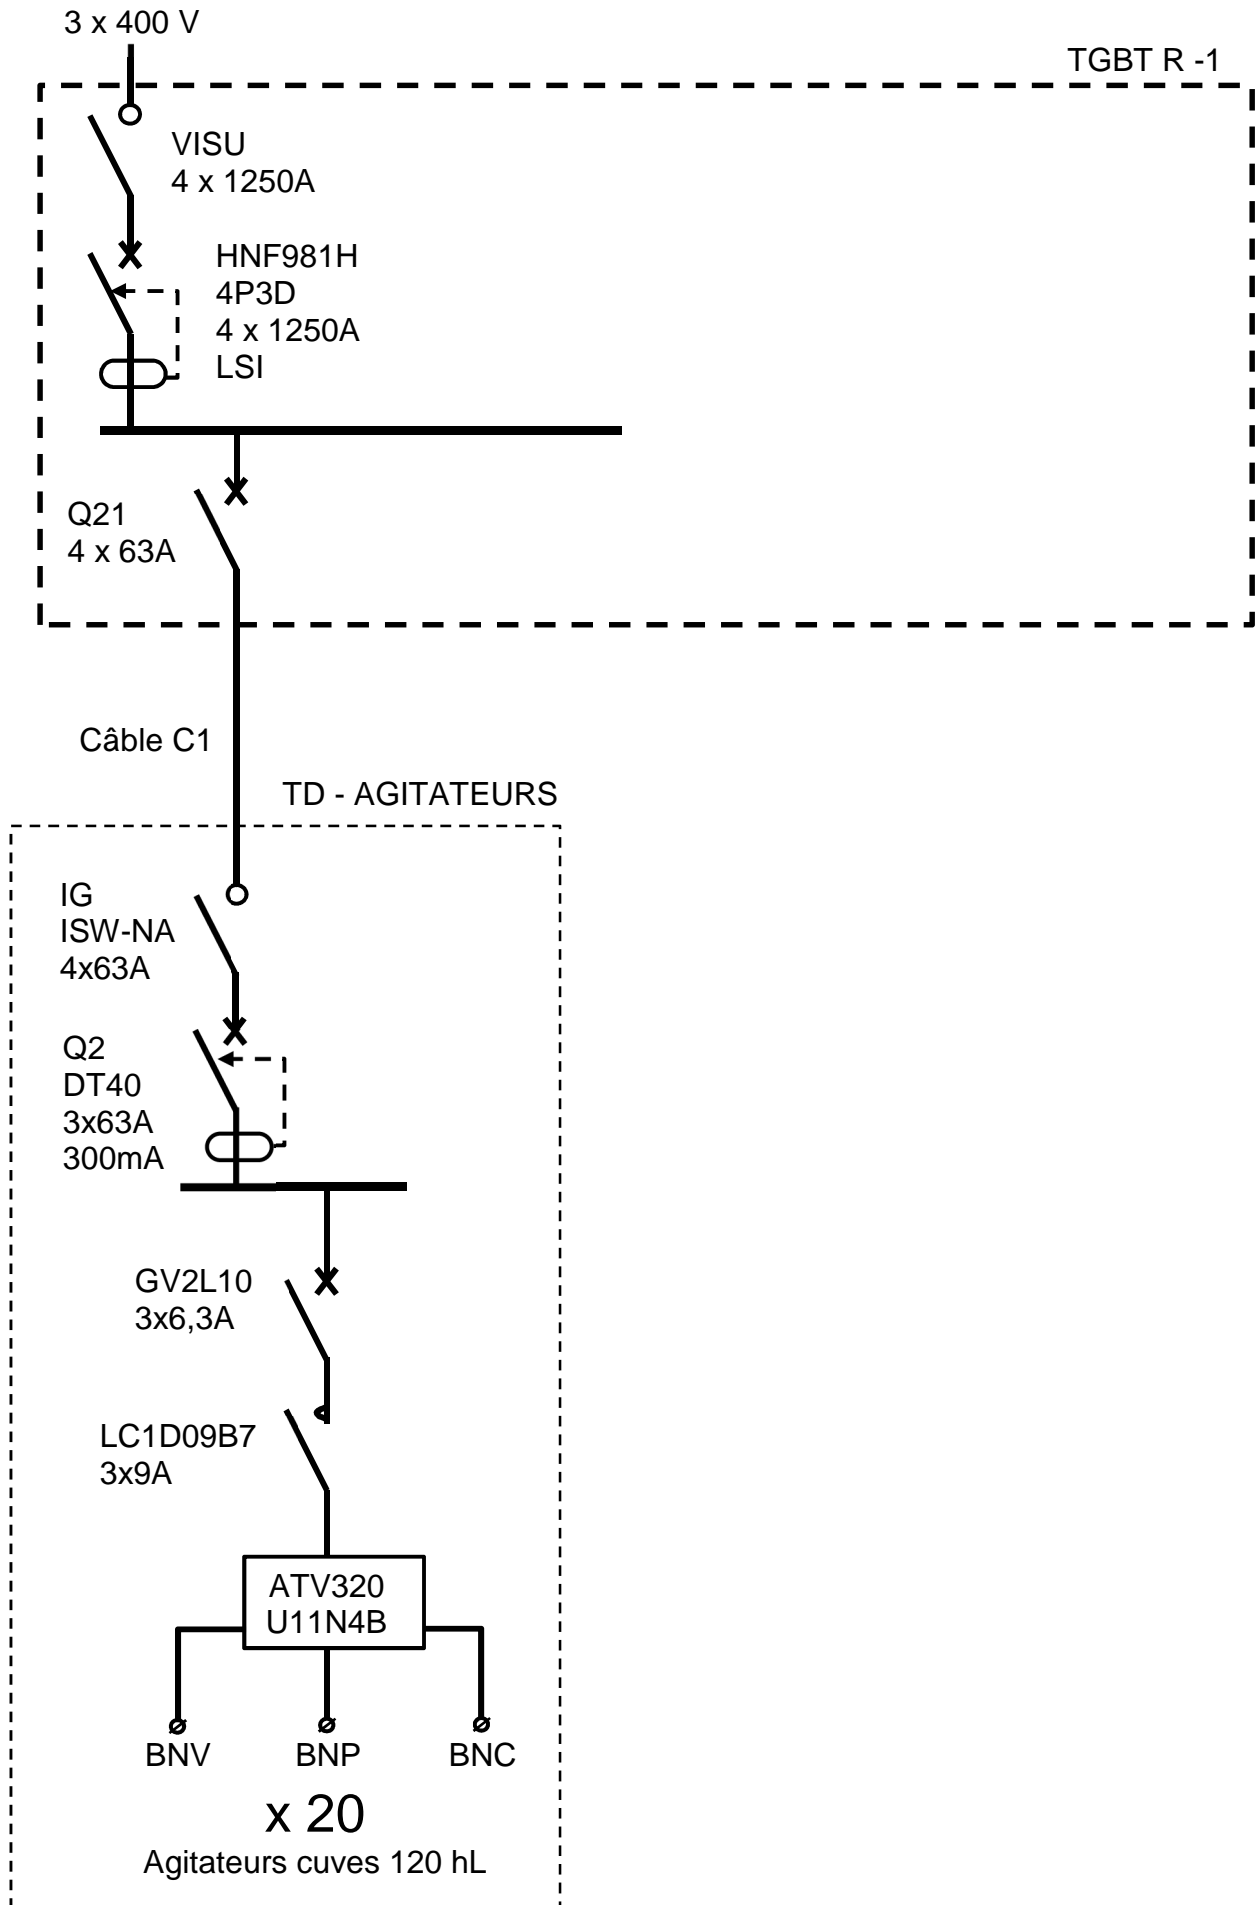 3 x 400 V
TGBT R -1
VISU
4 x 1250A
HNF981H
4P3D
4 x 1250A
LSI
Q21
4 x 63A
Câble C1
TD - AGITATEURS
IG
ISW-NA
4x63A
Q2
DT40
3x63A
300mA
GV2L10
3x6,3A
LC1D09B7
3x9A
ATV320
U11N4B
BNV
BNP
BNC
x 20
Agitateurs cuves 120 hL